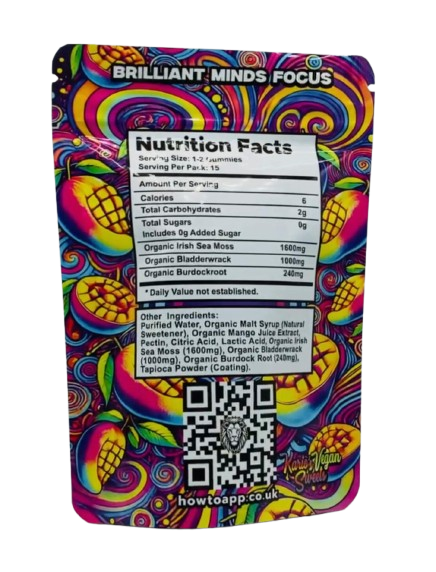 BRILLIANT MINDS FOCUS
Nutrition Facts
Serving Size: 1-2 Gummies
Serving Per Pack: 15
Amount Per Serving
Calories 6
Total Carbohydrates 2g
Total Sugars 0g
Includes 0g Added Sugar
Organic Irish Sea Moss 1600mg
Organic Bladderwrack 1000mg
Organic Burdockroot 240mg
* Daily Value not established.
Other Ingredients:
Purified Water, Organic Malt Syrup (Natural
Sweetener), Organic Mango Juice Extract,
Pectin, Citric Acid, Lactic Acid, Organic Irish
Sea Moss (1600mg), Organic Bladderwrack
(1000mg), Organic Burdock Root (240mg),
Tapioca Powder (Coating).
Karta's Vegan
Sweets
howtoapp.co.uk